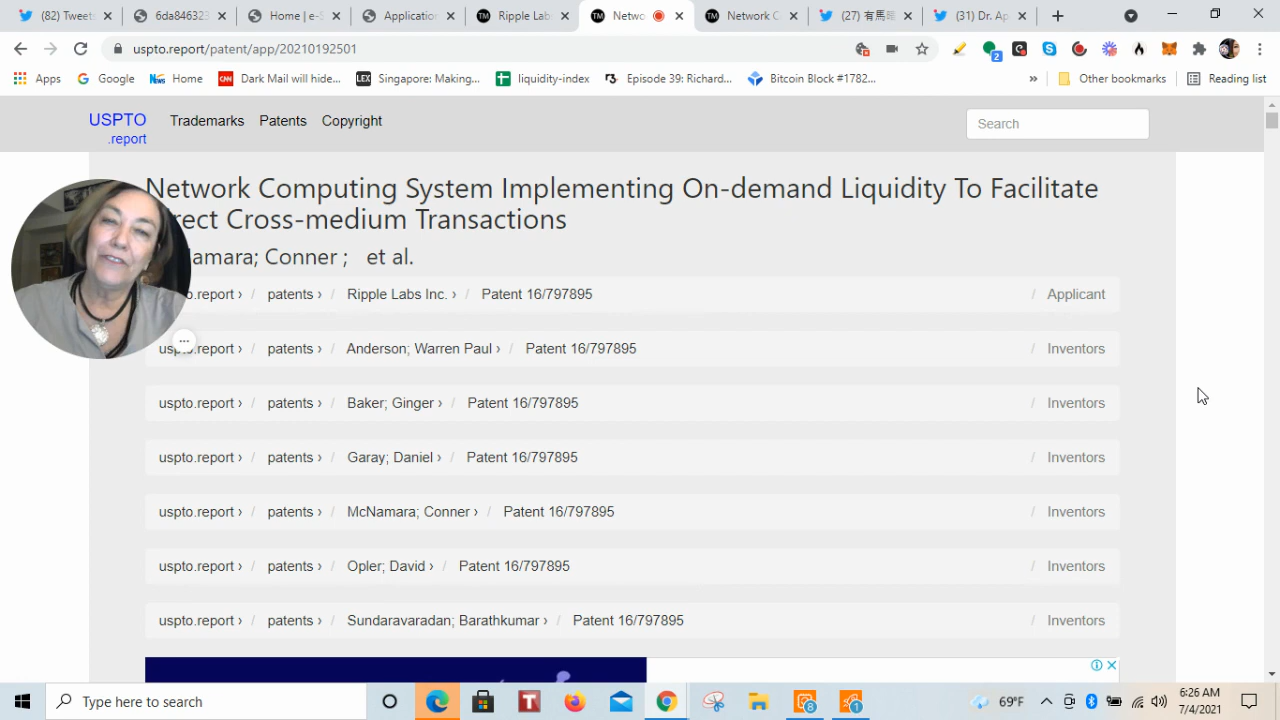 (82) Tweets
6da846323
Home | e-S
Application
Ripple Lab
Netwo
Network C
(27) 有馬
(31) Dr. Ap
uspto.report/patent/app/20210192501
Apps
Google
Home
Dark Mail will hide...
Singapore: Making...
liquidity-index
Episode 39: Richard...
Bitcoin Block #1782...
»
Other bookmarks
Reading list
USPTO
.report
Trademarks
Patents
Copyright
Search
Network Computing System Implementing On-demand Liquidity To Facilitate
rect Cross-medium Transactions
amara; Conner ; et al.
o.report › / patents › / Ripple Labs Inc. › / Patent 16/797895 / Applicant
uspto.report › / patents › / Anderson; Warren Paul › / Patent 16/797895 / Inventors
uspto.report › / patents › / Baker; Ginger › / Patent 16/797895 / Inventors
uspto.report › / patents › / Garay; Daniel › / Patent 16/797895 / Inventors
uspto.report › / patents › / McNamara; Conner › / Patent 16/797895 / Inventors
uspto.report › / patents › / Opler; David › / Patent 16/797895 / Inventors
uspto.report › / patents › / Sundaravaradan; Barathkumar › / Patent 16/797895 / Inventors
Type here to search
69°F
6:26 AM
7/4/2021